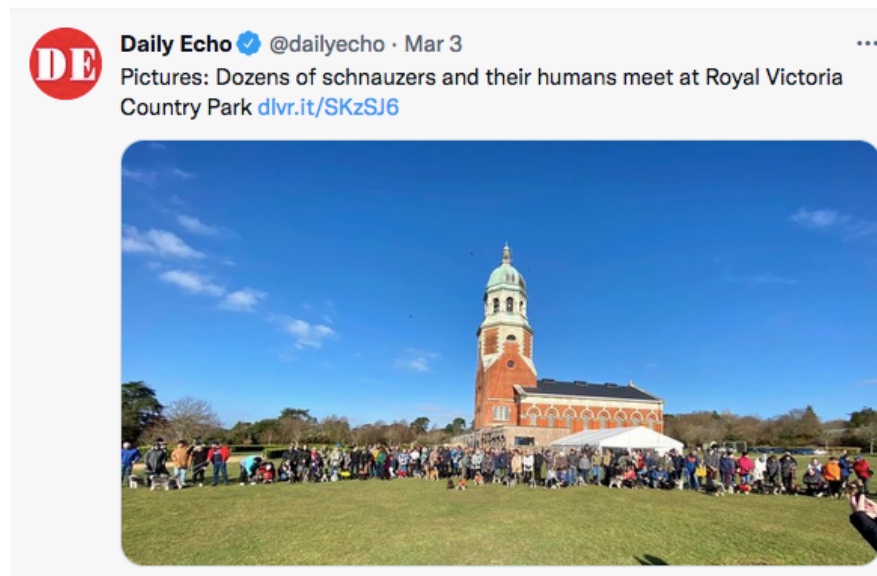 DE
Daily Echo @dailyecho · Mar 3
Pictures: Dozens of schnauzers and their humans meet at Royal Victoria
Country Park dlvr.it/SKzSJ6